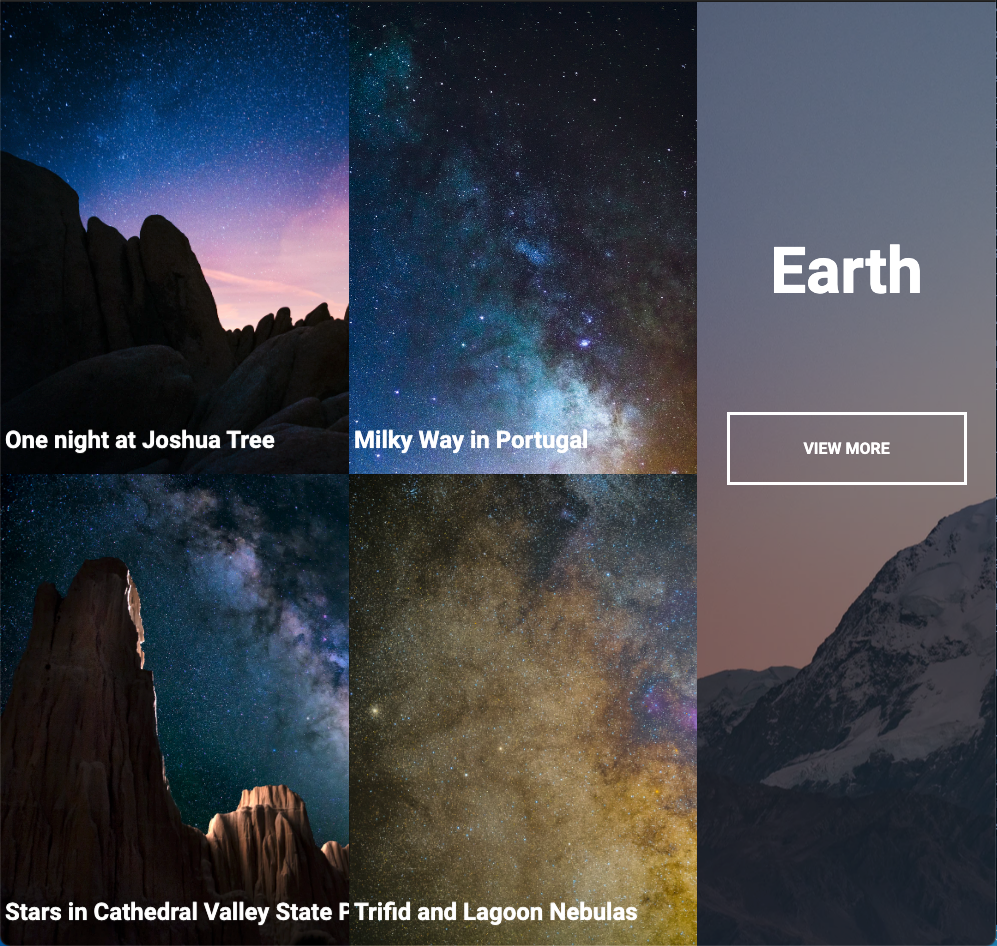 One night at Joshua Tree
Milky Way in Portugal
Earth
VIEW MORE
Stars in Cathedral Valley State P
Trifid and Lagoon Nebulas